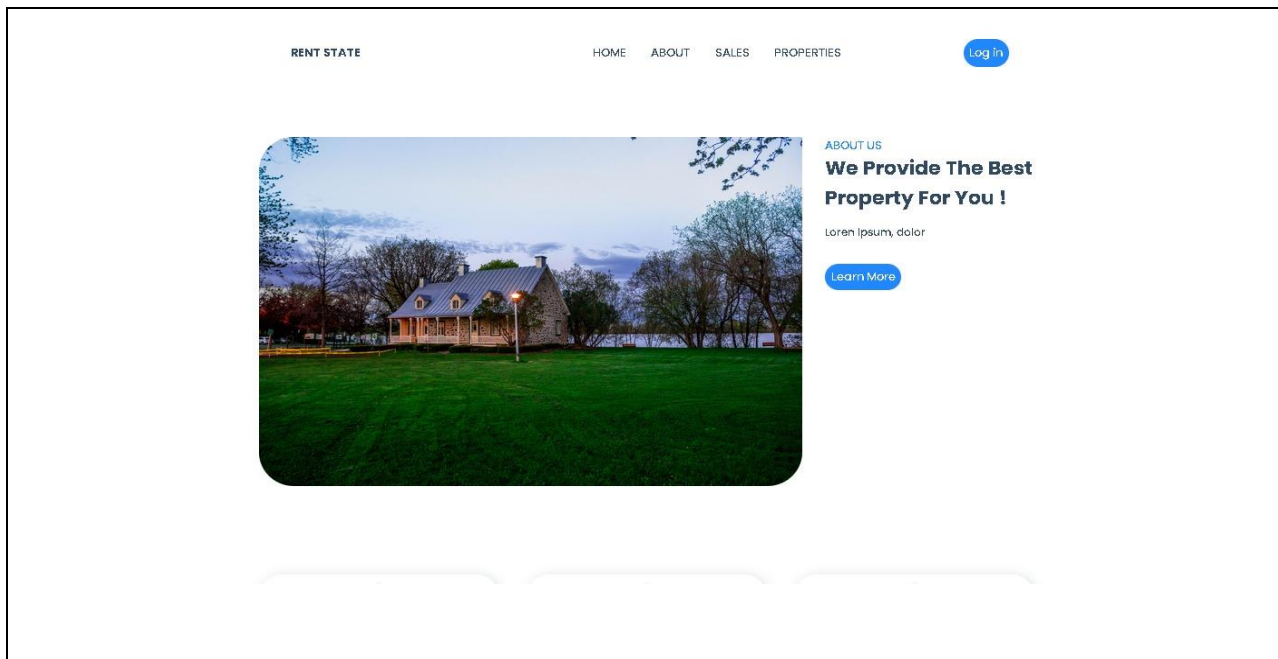 RENT STATE
HOME ABOUT SALES PROPERTIES
Log in
ABOUT US
We Provide The Best
Property For You !
Loren Ipsum, dolor
Learn More